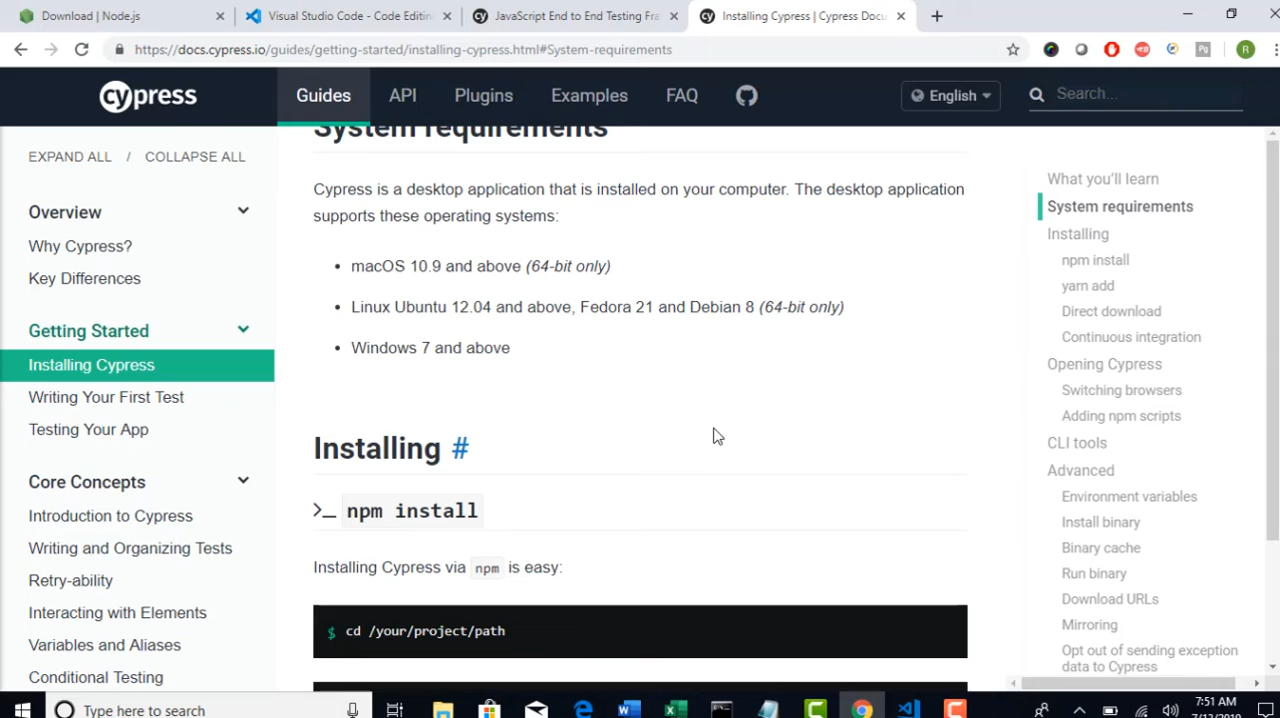 Download | Node.js
Visual Studio Code - Code Editin
JavaScript End to End Testing Fra
Installing Cypress | Cypress Docu
https://docs.cypress.io/guides/getting-started/installing-cypress.html#System-requirements
R
cypress
Guides
API
Plugins
Examples
FAQ
English
Search...
EXPAND ALL / COLLAPSE ALL
Overview
Why Cypress?
Key Differences
Getting Started
Installing Cypress
Writing Your First Test
Testing Your App
Core Concepts
Introduction to Cypress
Writing and Organizing Tests
Retry-ability
Interacting with Elements
Variables and Aliases
Conditional Testing
System requirements
Cypress is a desktop application that is installed on your computer. The desktop application
supports these operating systems:
• macOS 10.9 and above (64-bit only)
• Linux Ubuntu 12.04 and above, Fedora 21 and Debian 8 (64-bit only)
• Windows 7 and above
Installing #
>_ npm install
Installing Cypress via npm is easy:
$ cd /your/project/path
What you'll learn
System requirements
Installing
npm install
yarn add
Direct download
Continuous integration
Opening Cypress
Switching browsers
Adding npm scripts
CLI tools
Advanced
Environment variables
Install binary
Binary cache
Run binary
Download URLs
Mirroring
Opt out of sending exception
data to Cypress
Type here to search
7:51 AM